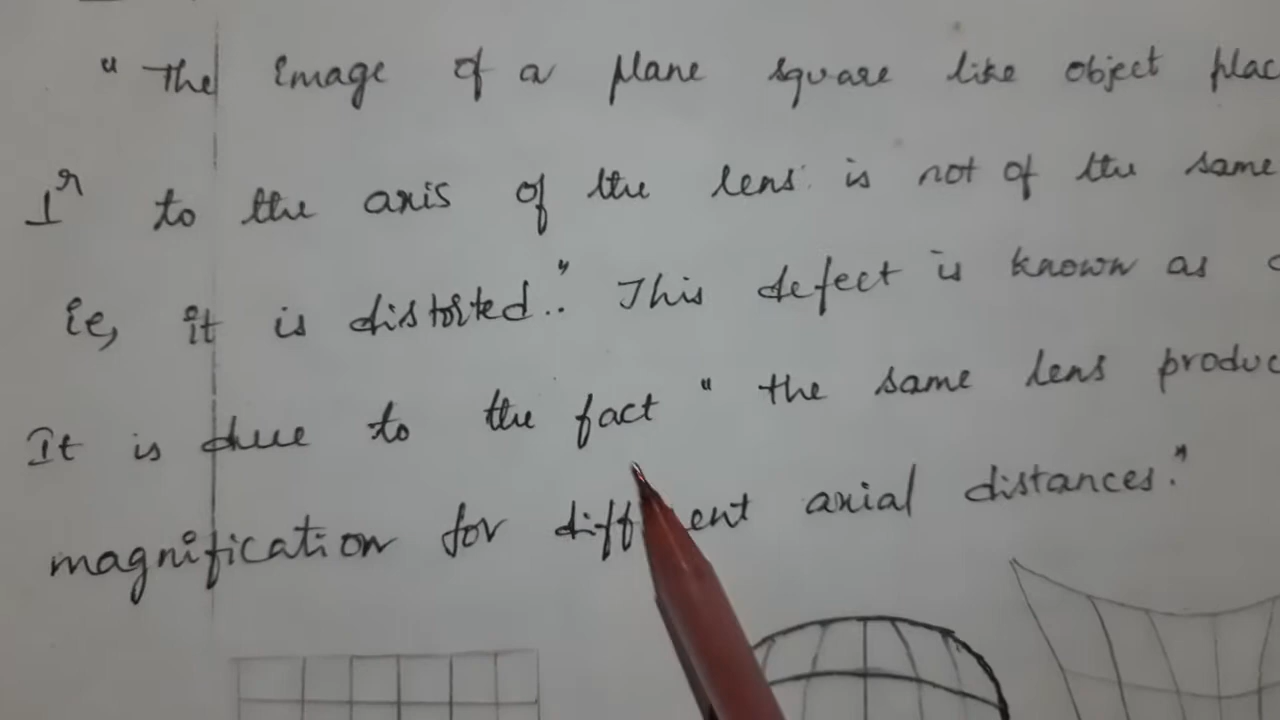 "The image of a plane square like object plac
⊥r to the axis of the lens is not of the same
ie, it is distorted." This defect is known as
It is due to the fact "the same lens produc
magnification for different axial distances."